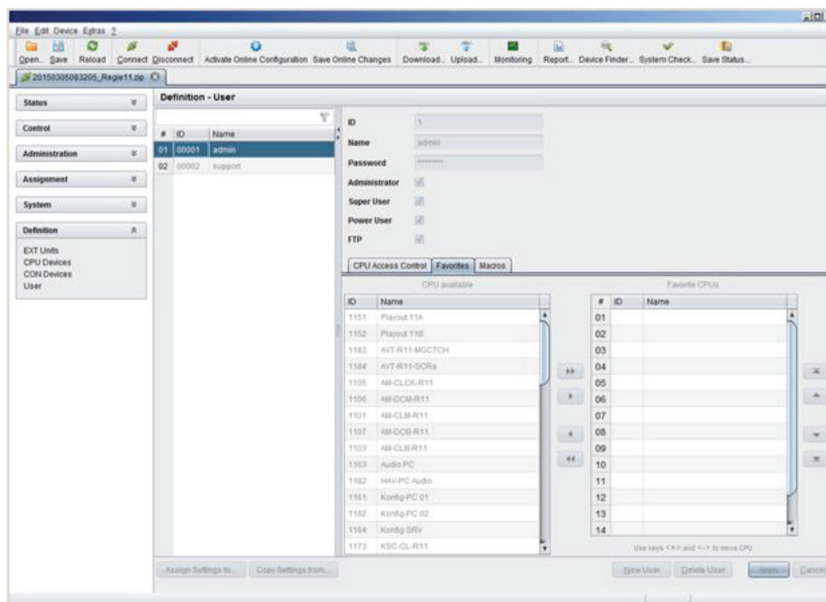 File Edit Device Extras ?
Open... Save Reload Connect Disconnect Activate Online Configuration Save Online Changes Download... Upload... Monitoring Report... Device Finder... System Check... Save Status...
20150305083205_Regie11.zip
Status
Control
Administration
Assignment
System
Definition
EXT Units
CPU Devices
CON Devices
User
Definition - User
# ID Name
01 00001 admin
02 00002 support
ID 1
Name admin
Password ********
Administrator
Super User
Power User
FTP
CPU Access Control Favorites Macros
CPU available
ID Name
1151 Playout 11A
1152 Playout 11B
1183 AVT-R11-MGCTCH
1184 AVT-R11-SCRa
1105 AM-CLCK-R11
1106 AM-DCM-R11
1101 AM-CLM-R11
1107 AM-DCB-R11
1103 AM-CLB-R11
1163 Audio PC
1182 HAV-PC Audio
1161 Konfig-PC 01
1162 Konfig-PC 02
1164 Konfig-SRV
1173 KSC-CL-R11
Favorite CPUs
# ID Name
01
02
03
04
05
06
07
08
09
10
11
12
13
14
Use keys <+> and <-> to move CPU
Assign Settings to... Copy Settings from...
New User Delete User Apply Cancel